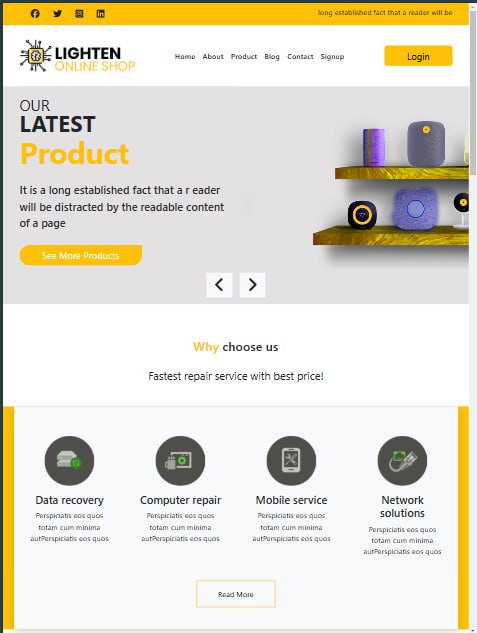 long established fact that a reader will be
LIGHTEN
ONLINE SHOP
Home About Product Blog Contact Signup
Login
OUR
LATEST
Product
It is a long established fact that a r eader
will be distracted by the readable content
of a page
See More Products
Why choose us
Fastest repair service with best price!
Data recovery
Perspiciatis eos quos
totam cum minima
autPerspiciatis eos quos
Computer repair
Perspiciatis eos quos
totam cum minima
autPerspiciatis eos quos
Mobile service
Perspiciatis eos quos
totam cum minima
autPerspiciatis eos quos
Network
solutions
Perspiciatis eos quos
totam cum minima
autPerspiciatis eos quos
Read More